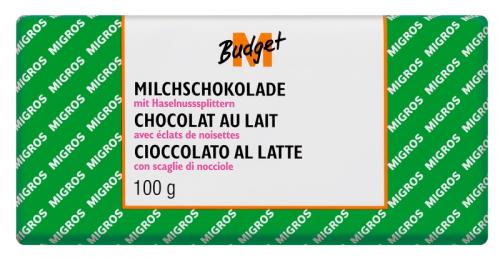 M
Budget
MILCHSCHOKOLADE
mit Haselnusssplittern
CHOCOLAT AU LAIT
avec éclats de noisettes
CIOCCOLATO AL LATTE
con scaglie di nocciole
100 g
MIGROS